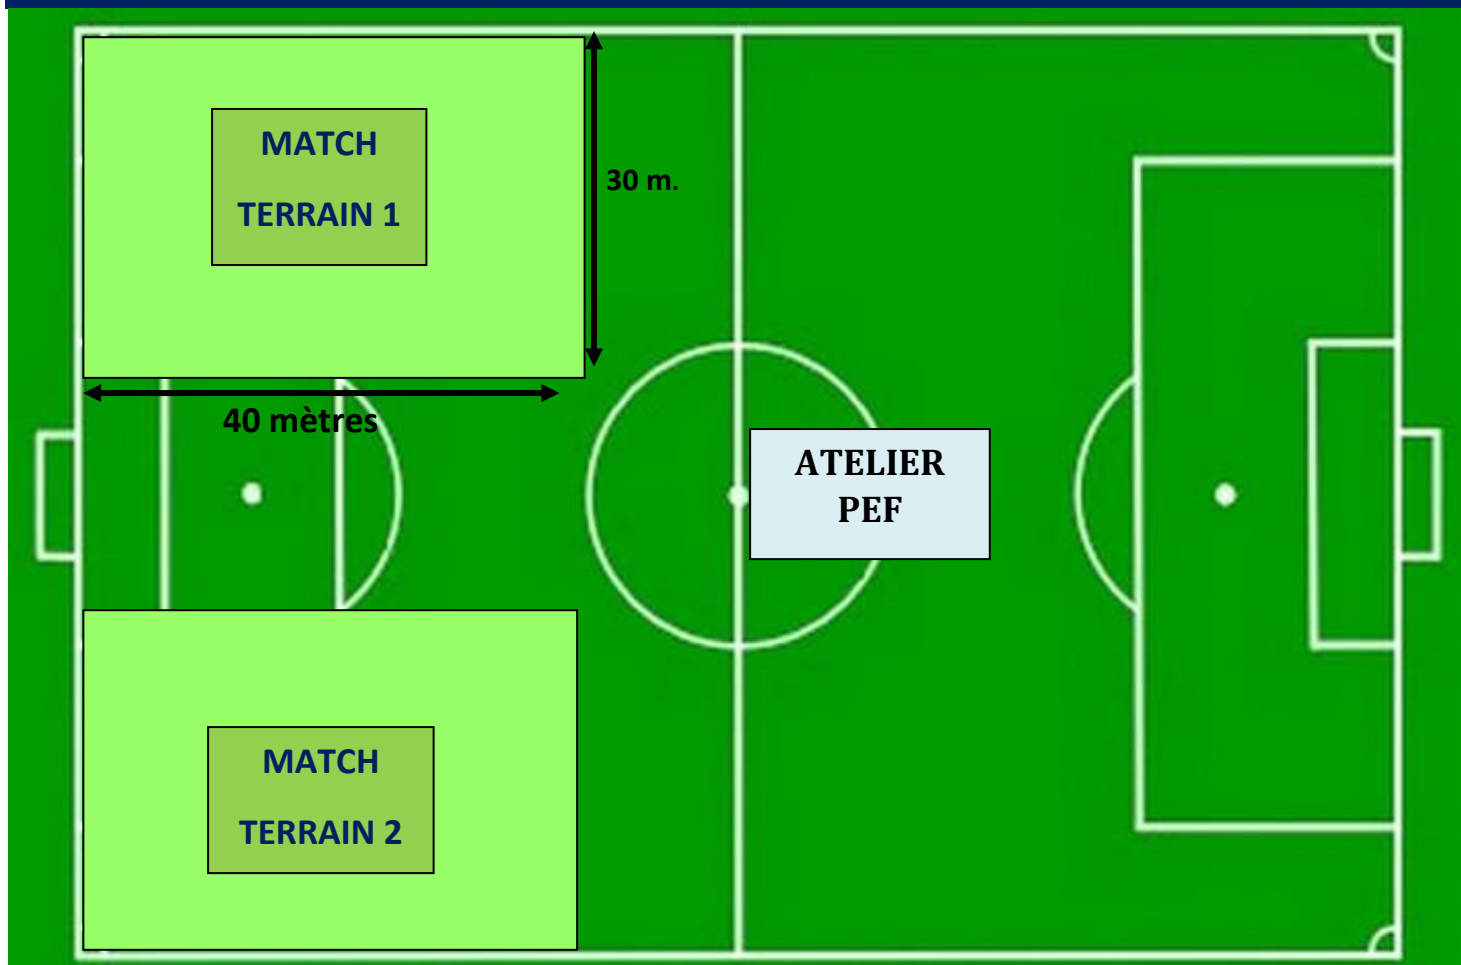 MATCH
TERRAIN 1
30 m.
40 mètres
ATELIER
PEF
MATCH
TERRAIN 2